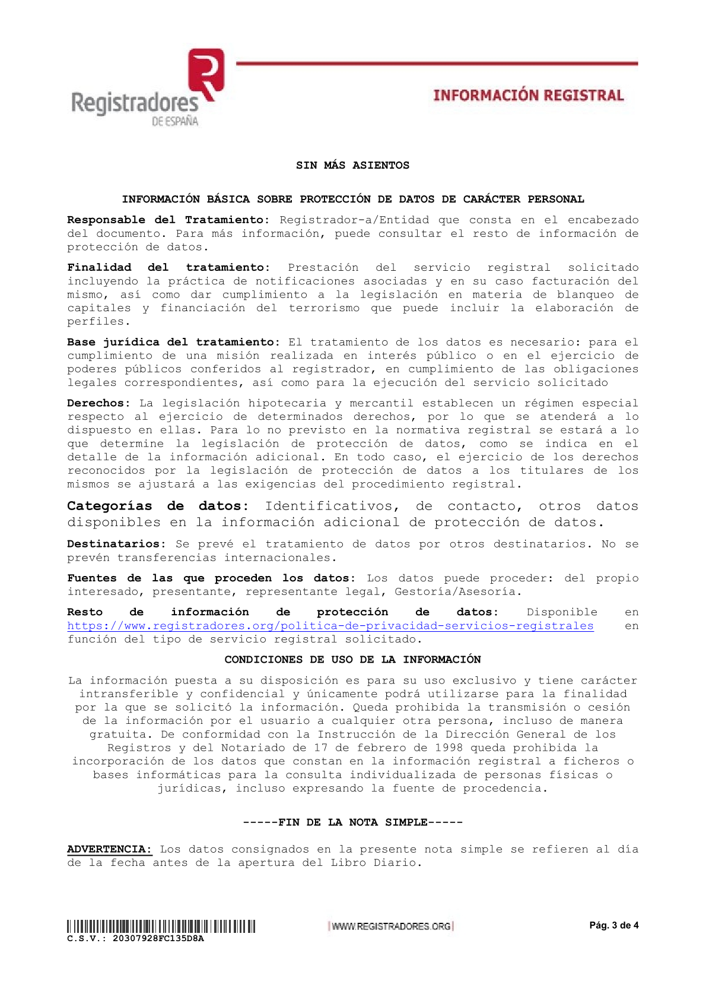 Registradores
DE ESPAÑA
INFORMACIÓN REGISTRAL
SIN MÁS ASIENTOS
INFORMACIÓN BÁSICA SOBRE PROTECCIÓN DE DATOS DE CARÁCTER PERSONAL
Responsable del Tratamiento: Registrador-a/Entidad que consta en el encabezado
del documento. Para más información, puede consultar el resto de información de
protección de datos.
Finalidad del tratamiento: Prestación del servicio registral solicitado
incluyendo la práctica de notificaciones asociadas y en su caso facturación del
mismo, así como dar cumplimiento a la legislación en materia de blanqueo de
capitales y financiación del terrorismo que puede incluir la elaboración de
perfiles.
Base jurídica del tratamiento: El tratamiento de los datos es necesario: para el
cumplimiento de una misión realizada en interés público o en el ejercicio de
poderes públicos conferidos al registrador, en cumplimiento de las obligaciones
legales correspondientes, así como para la ejecución del servicio solicitado
Derechos: La legislación hipotecaria y mercantil establecen un régimen especial
respecto al ejercicio de determinados derechos, por lo que se atenderá a lo
dispuesto en ellas. Para lo no previsto en la normativa registral se estará a lo
que determine la legislación de protección de datos, como se indica en el
detalle de la información adicional. En todo caso, el ejercicio de los derechos
reconocidos por la legislación de protección de datos a los titulares de los
mismos se ajustará a las exigencias del procedimiento registral.
Categorías de datos: Identificativos, de contacto, otros datos
disponibles en la información adicional de protección de datos.
Destinatarios: Se prevé el tratamiento de datos por otros destinatarios. No se
prevén transferencias internacionales.
Fuentes de las que proceden los datos: Los datos puede proceder: del propio
interesado, presentante, representante legal, Gestoría/Asesoría.
Resto de información de protección de datos: Disponible en
https://www.registradores.org/politica-de-privacidad-servicios-registrales en
función del tipo de servicio registral solicitado.
CONDICIONES DE USO DE LA INFORMACIÓN
La información puesta a su disposición es para su uso exclusivo y tiene carácter
intransferible y confidencial y únicamente podrá utilizarse para la finalidad
por la que se solicitó la información. Queda prohibida la transmisión o cesión
de la información por el usuario a cualquier otra persona, incluso de manera
gratuita. De conformidad con la Instrucción de la Dirección General de los
Registros y del Notariado de 17 de febrero de 1998 queda prohibida la
incorporación de los datos que constan en la información registral a ficheros o
bases informáticas para la consulta individualizada de personas físicas o
jurídicas, incluso expresando la fuente de procedencia.
-----FIN DE LA NOTA SIMPLE-----
ADVERTENCIA: Los datos consignados en la presente nota simple se refieren al día
de la fecha antes de la apertura del Libro Diario.
C.S.V.: 20307928FC135D8A
WWW.REGISTRADORES.ORG
Pág. 3 de 4